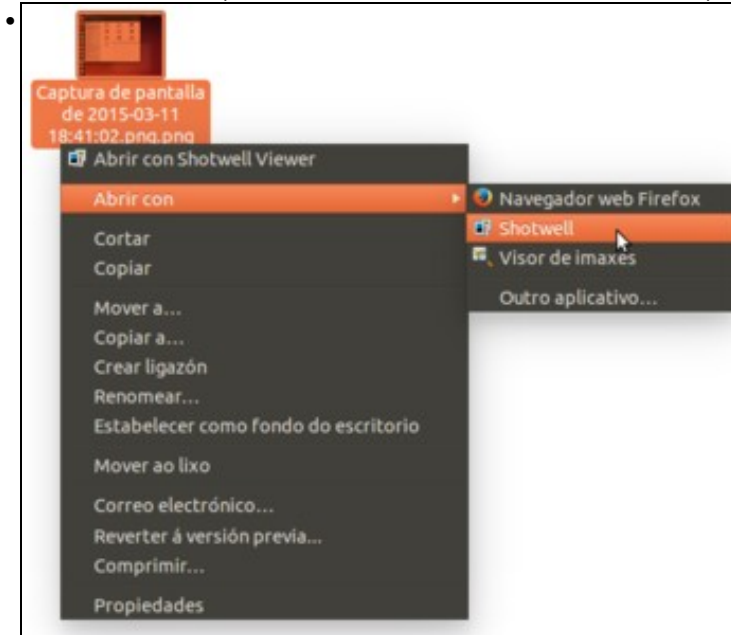 Captura de pantalla
de 2015-03-11
18:41:02.png.png
Abrir con Shotwell Viewer
Abrir con
Navegador web Firefox
Shotwell
Visor de imaxes
Outro aplicativo...
Cortar
Copiar
Mover a...
Copiar a...
Crear ligazón
Renomear...
Estabelecer como fondo do escritorio
Mover ao lixo
Correo electrónico...
Reverter á versión previa...
Comprimir...
Propiedades